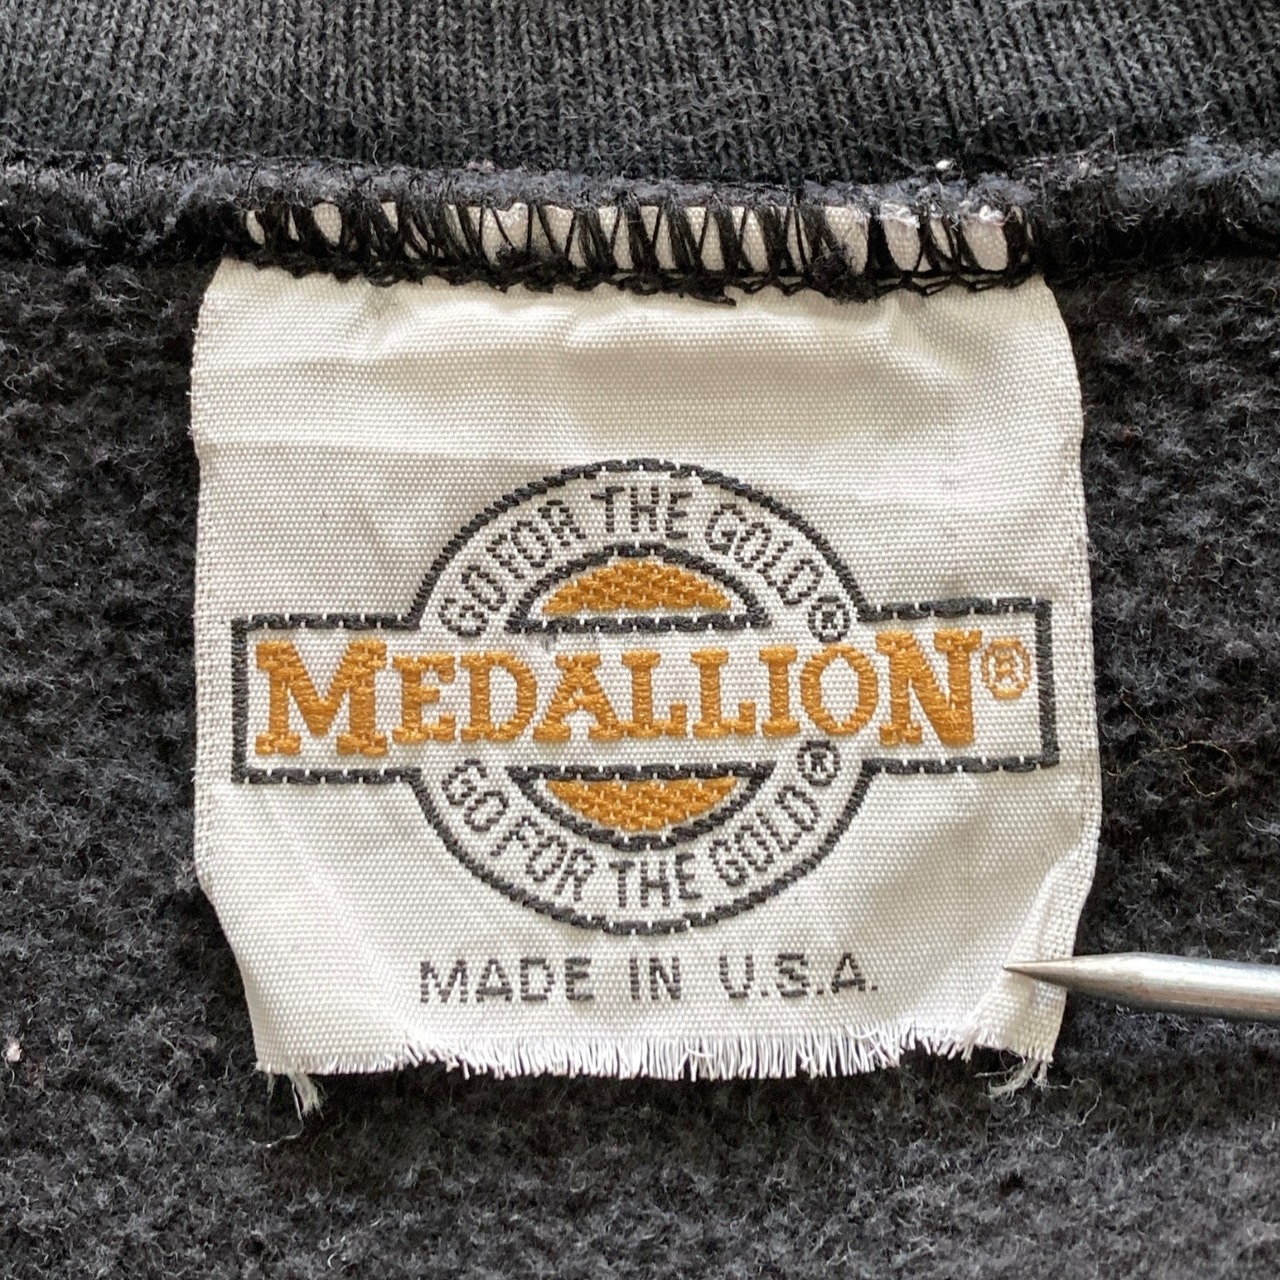 GO FOR THE GOLD®
MEDALLION®
GO FOR THE GOLD®
MADE IN U.S.A.